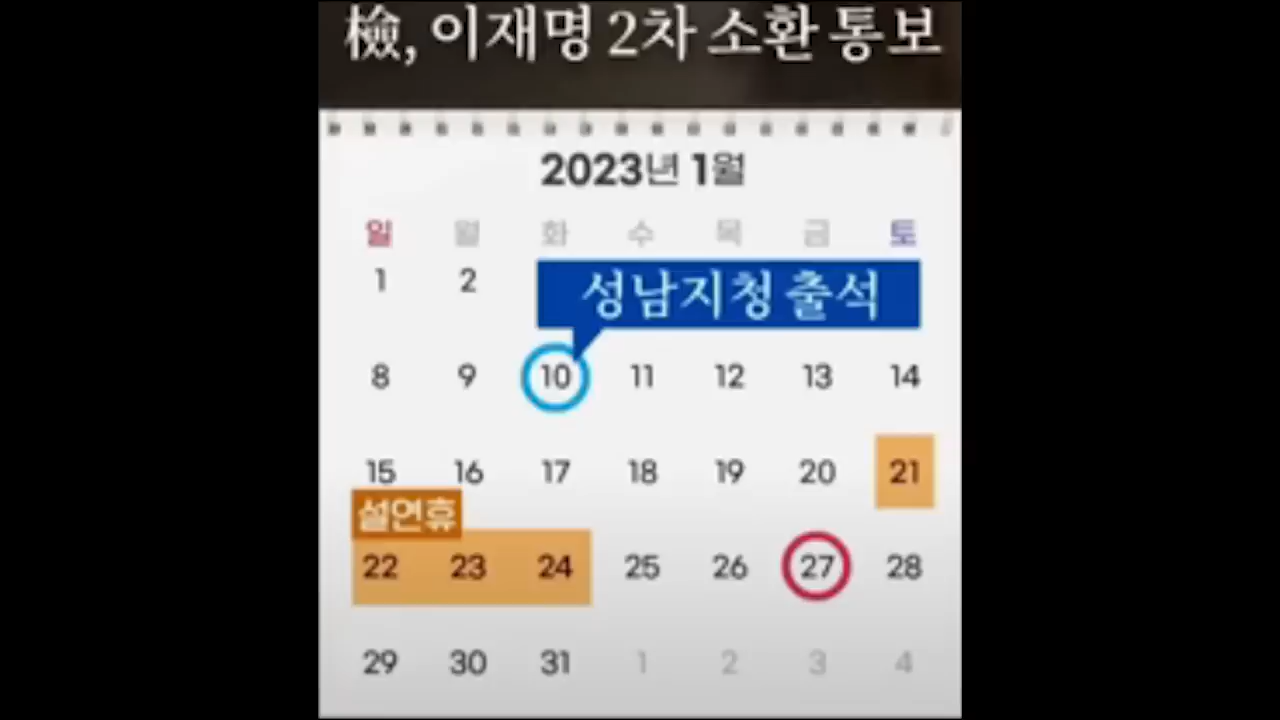 檢, 이재명 2차 소환 통보
2023년 1월
일 월 화 수 목 금 토
1 2
성남지청 출석
8 9 10 11 12 13 14
15 16 17 18 19 20 21
설연휴
22 23 24 25 26 27 28
29 30 31 1 2 3 4